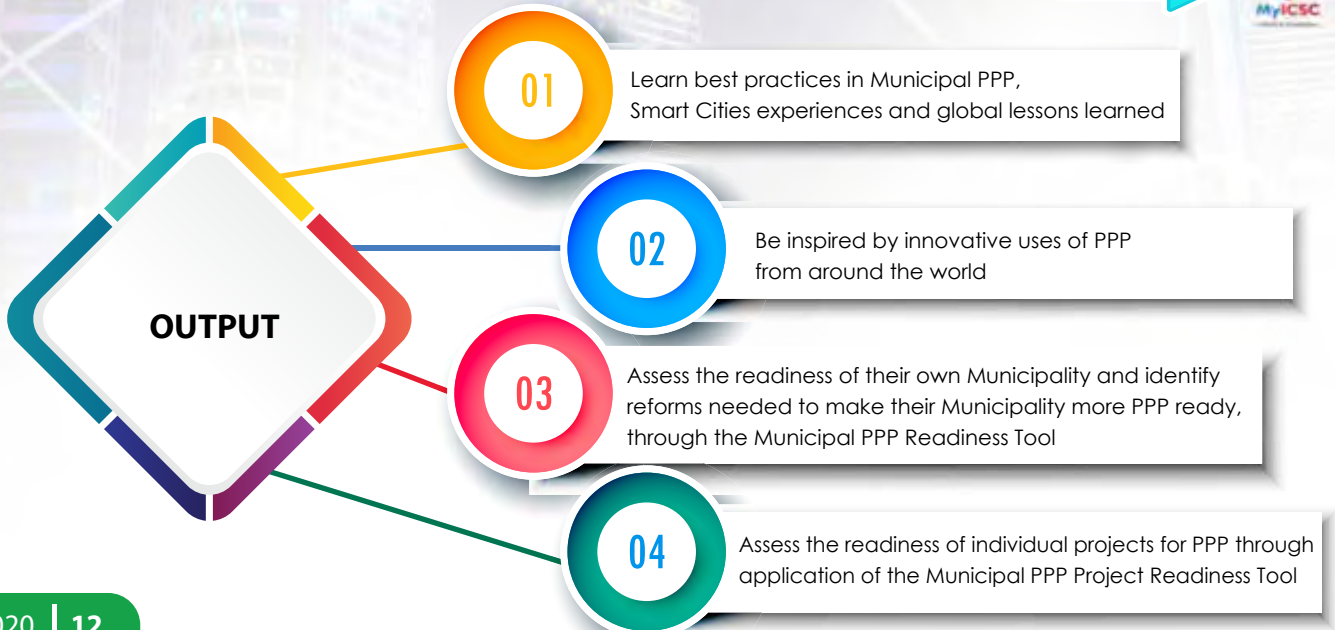 MyICSC
01
Learn best practices in Municipal PPP,
Smart Cities experiences and global lessons learned
02
Be inspired by innovative uses of PPP
from around the world
OUTPUT
03
Assess the readiness of their own Municipality and identify
reforms needed to make their Municipality more PPP ready,
through the Municipal PPP Readiness Tool
04
Assess the readiness of individual projects for PPP through
application of the Municipal PPP Project Readiness Tool
020 | 12